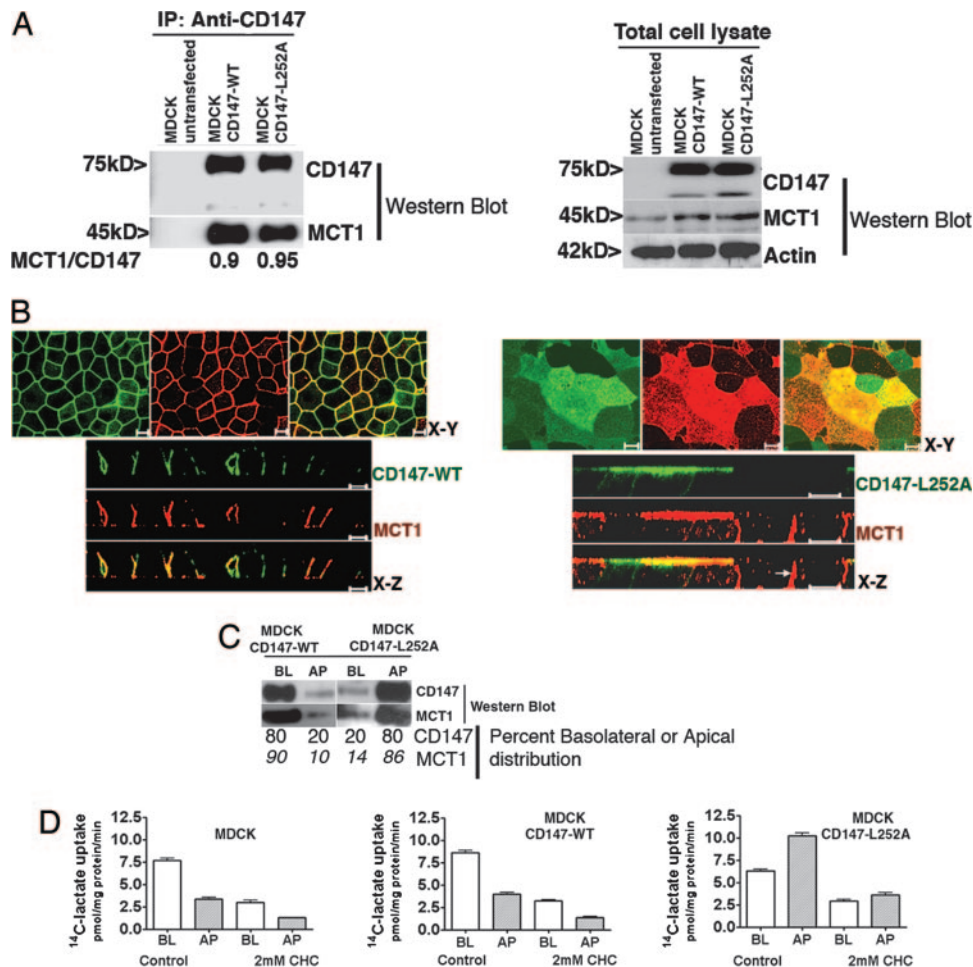 A
IP: Anti-CD147
MDCK untransfected
MDCK CD147-WT
MDCK CD147-L252A
75kD>
CD147
45kD>
MCT1
Western Blot
MCT1/CD147 0.9 0.95
Total cell lysate
MDCK untransfected
MDCK CD147-WT
MDCK CD147-L252A
75kD>
CD147
45kD>
MCT1
42kD>
Actin
Western Blot
B
X-Y
CD147-WT
MCT1
X-Z
X-Y
CD147-L252A
MCT1
X-Z
C
MDCK CD147-WT
MDCK CD147-L252A
BL AP BL AP
CD147
MCT1
Western Blot
80 20 20 80 CD147
90 10 14 86 MCT1
Percent Basolateral or Apical distribution
D
¹⁴C-lactate uptake
pmol/mg protein/min
12.5
10.0
7.5
5.0
2.5
0.0
MDCK
BL AP BL AP
Control 2mM CHC
¹⁴C-lactate uptake
pmol/mg protein/min
12.5
10.0
7.5
5.0
2.5
0.0
MDCK
CD147-WT
BL AP BL AP
Control 2mM CHC
¹⁴C-lactate uptake
pmol/mg protein/min
12.5
10.0
7.5
5.0
2.5
0.0
MDCK
CD147-L252A
BL AP BL AP
Control 2mM CHC